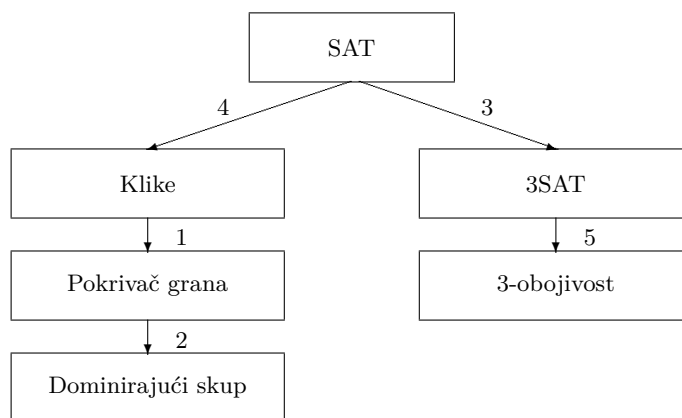 SAT
4 3
Klike 3SAT
1 5
Pokrivač grana 3-obojivost
2
Dominirajući skup